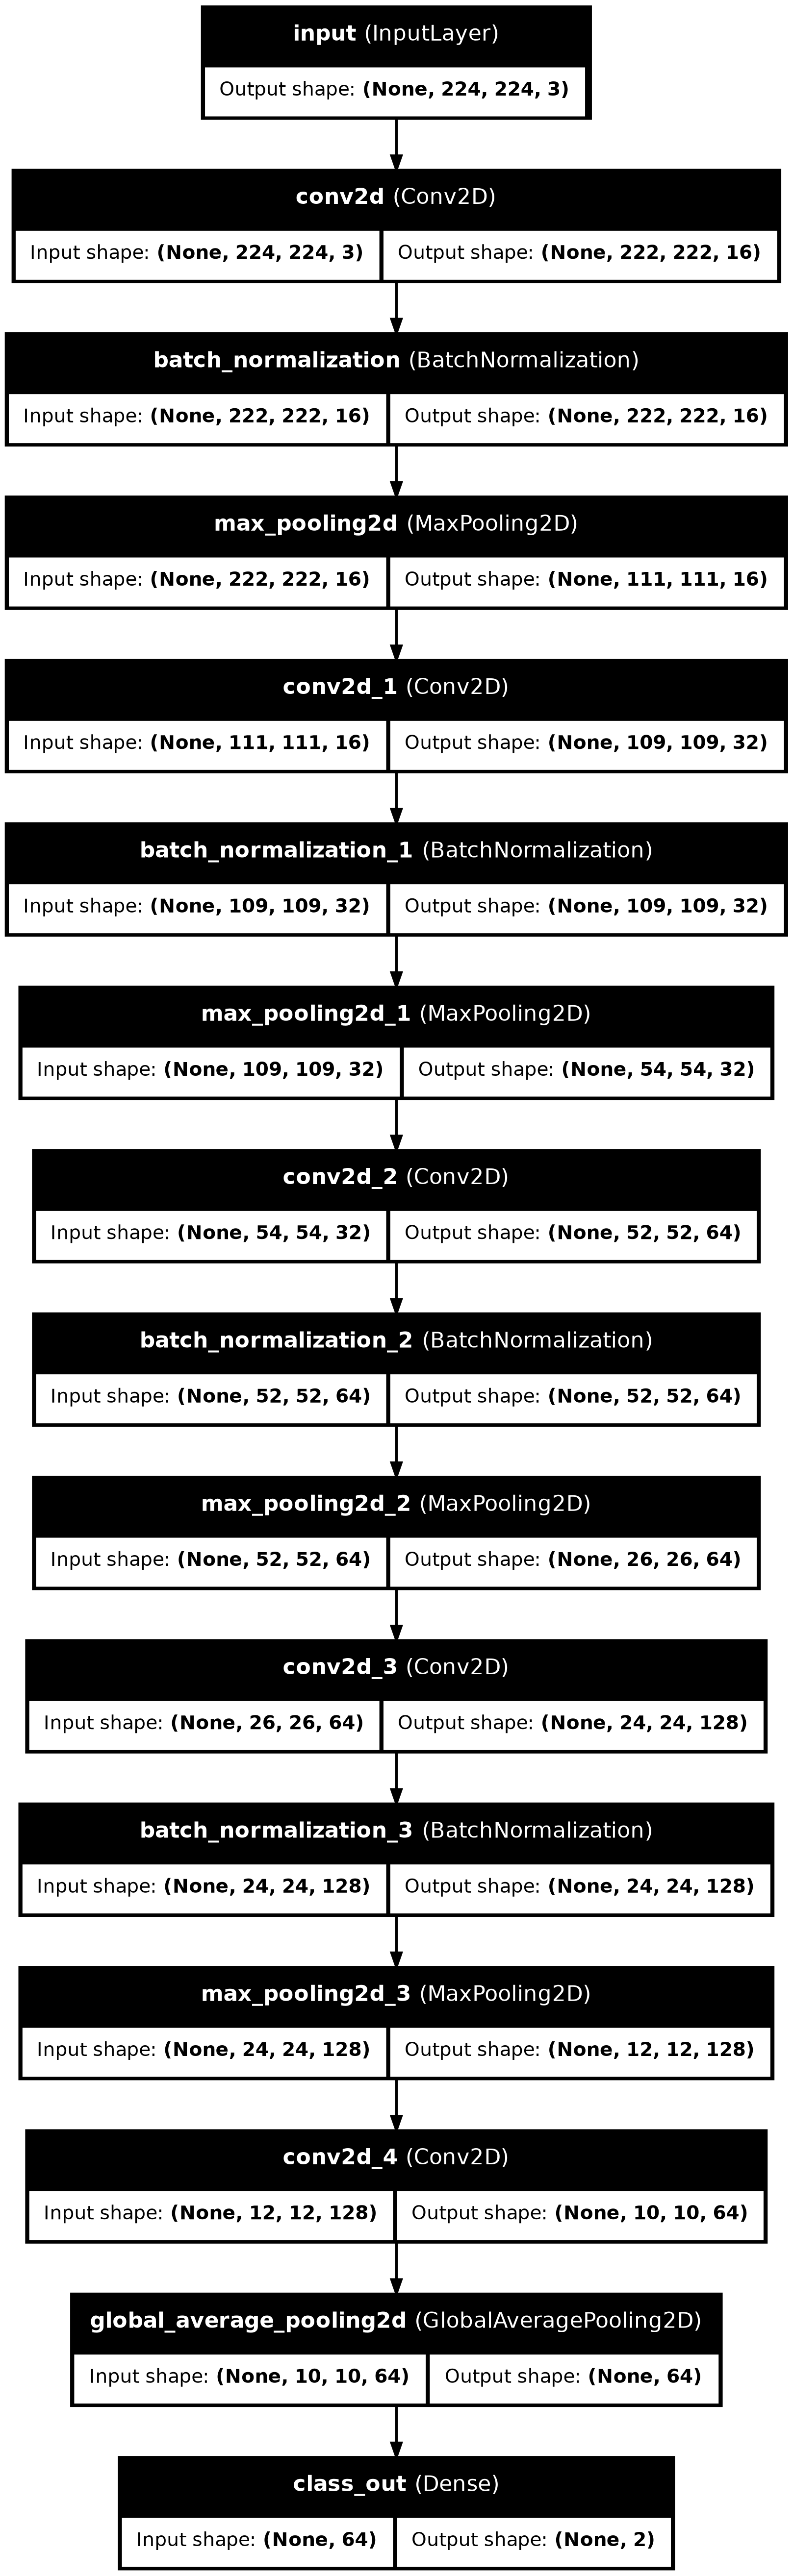 input (InputLayer)
Output shape: (None, 224, 224, 3)
conv2d (Conv2D)
Input shape: (None, 224, 224, 3) Output shape: (None, 222, 222, 16)
batch_normalization (BatchNormalization)
Input shape: (None, 222, 222, 16) Output shape: (None, 222, 222, 16)
max_pooling2d (MaxPooling2D)
Input shape: (None, 222, 222, 16) Output shape: (None, 111, 111, 16)
conv2d_1 (Conv2D)
Input shape: (None, 111, 111, 16) Output shape: (None, 109, 109, 32)
batch_normalization_1 (BatchNormalization)
Input shape: (None, 109, 109, 32) Output shape: (None, 109, 109, 32)
max_pooling2d_1 (MaxPooling2D)
Input shape: (None, 109, 109, 32) Output shape: (None, 54, 54, 32)
conv2d_2 (Conv2D)
Input shape: (None, 54, 54, 32) Output shape: (None, 52, 52, 64)
batch_normalization_2 (BatchNormalization)
Input shape: (None, 52, 52, 64) Output shape: (None, 52, 52, 64)
max_pooling2d_2 (MaxPooling2D)
Input shape: (None, 52, 52, 64) Output shape: (None, 26, 26, 64)
conv2d_3 (Conv2D)
Input shape: (None, 26, 26, 64) Output shape: (None, 24, 24, 128)
batch_normalization_3 (BatchNormalization)
Input shape: (None, 24, 24, 128) Output shape: (None, 24, 24, 128)
max_pooling2d_3 (MaxPooling2D)
Input shape: (None, 24, 24, 128) Output shape: (None, 12, 12, 128)
conv2d_4 (Conv2D)
Input shape: (None, 12, 12, 128) Output shape: (None, 10, 10, 64)
global_average_pooling2d (GlobalAveragePooling2D)
Input shape: (None, 10, 10, 64) Output shape: (None, 64)
class_out (Dense)
Input shape: (None, 64) Output shape: (None, 2)